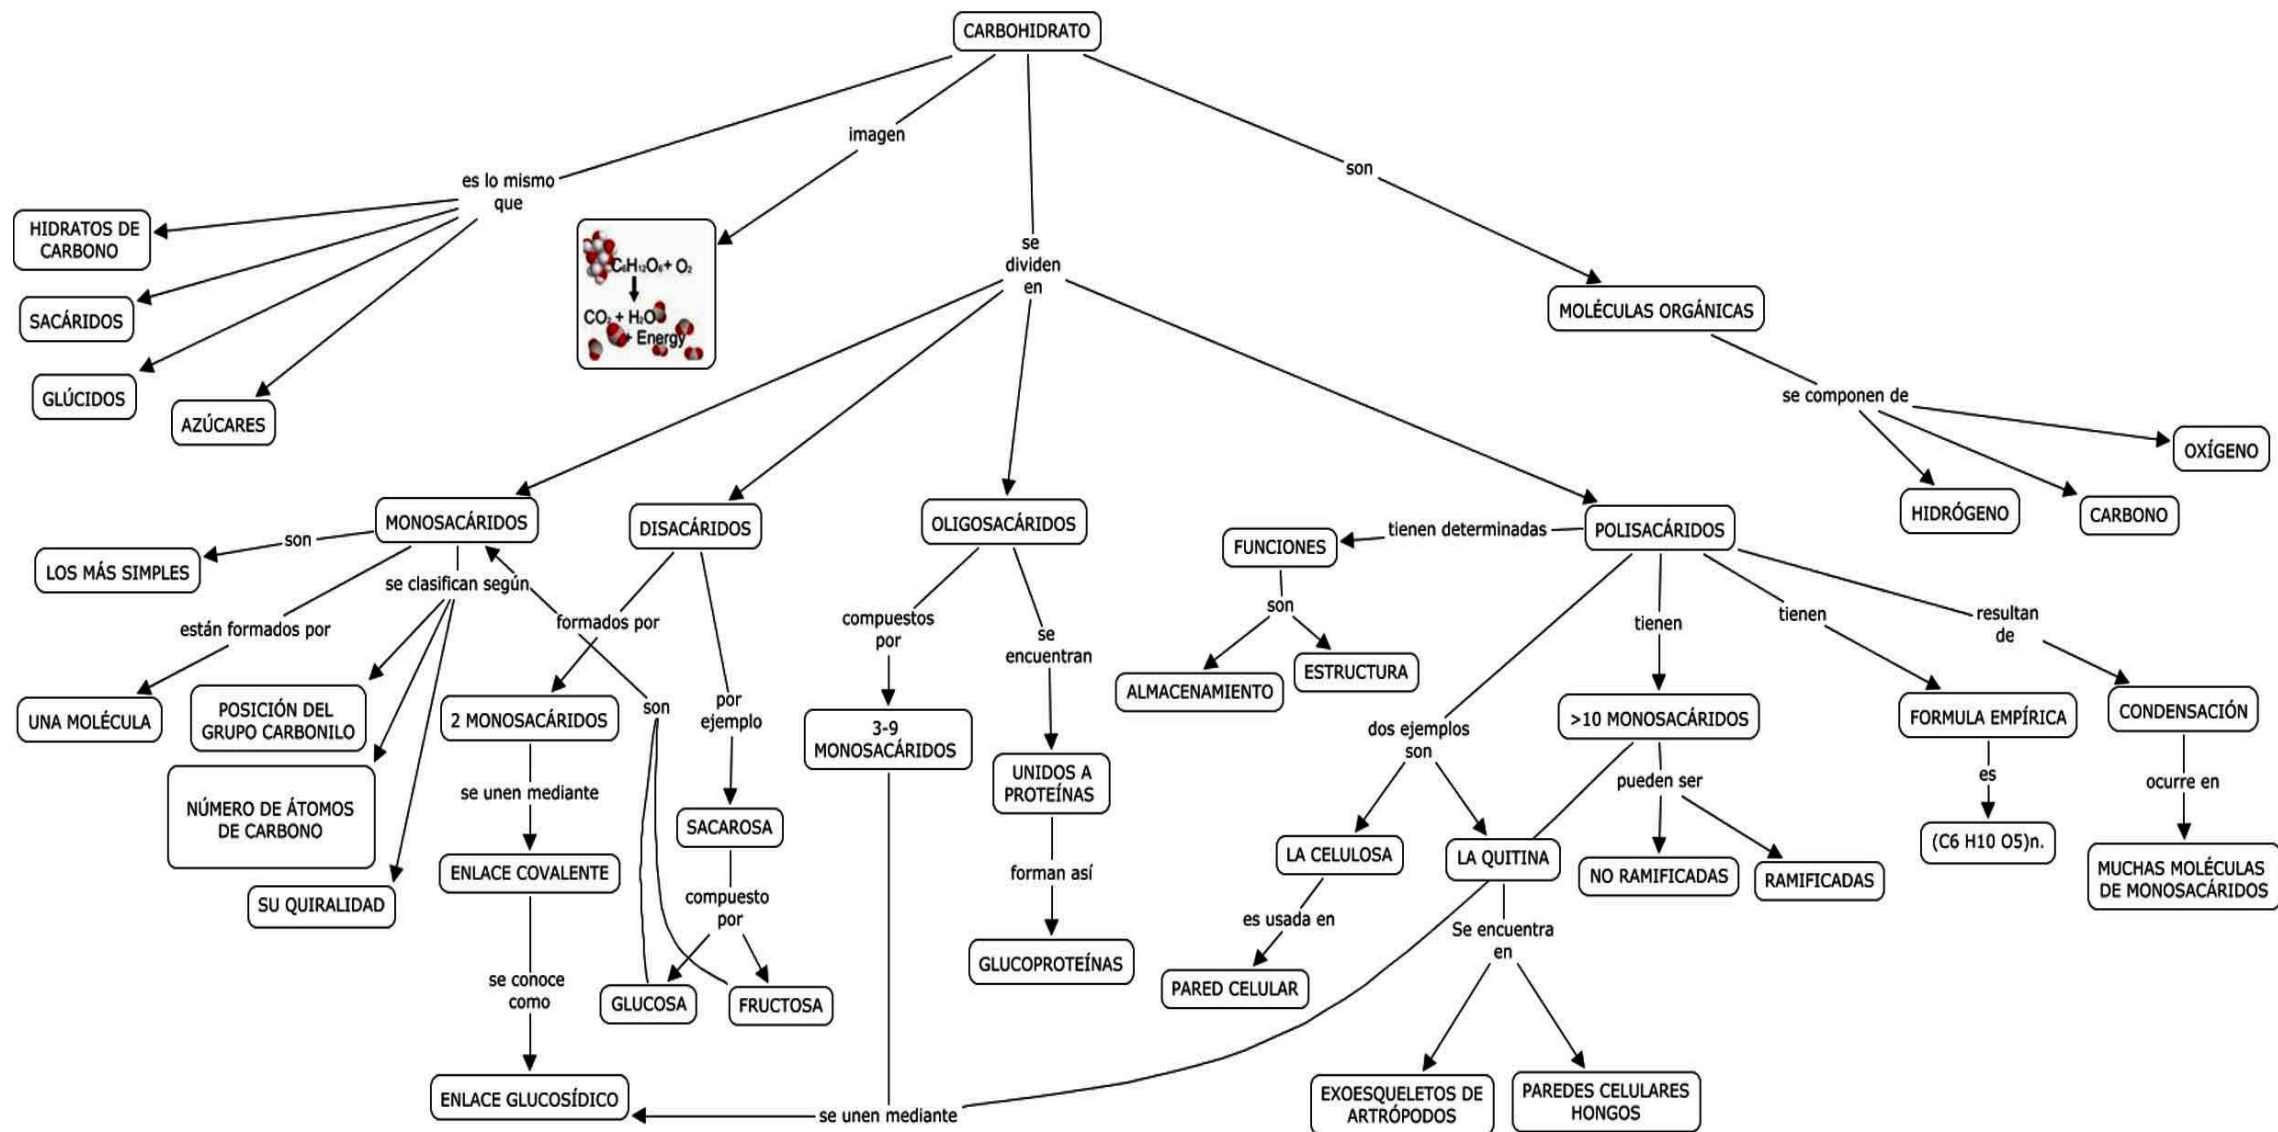 CARBOHIDRATO
imagen
son
es lo mismo
que
HIDRATOS DE
CARBONO
SACÁRIDOS
GLÚCIDOS
AZÚCARES
C₆H₁₂O₆ + O₂
CO₂ + H₂O
+ Energy
se
dividen
en
MOLÉCULAS ORGÁNICAS
se componen de
OXÍGENO
HIDRÓGENO
CARBONO
MONOSACÁRIDOS
DISACÁRIDOS
OLIGOSACÁRIDOS
POLISACÁRIDOS
son
LOS MÁS SIMPLES
se clasifican según
están formados por
UNA MOLÉCULA
POSICIÓN DEL
GRUPO CARBONILO
NÚMERO DE ÁTOMOS
DE CARBONO
SU QUIRALIDAD
formados por
2 MONOSACÁRIDOS
se unen mediante
ENLACE COVALENTE
se conoce
como
ENLACE GLUCOSÍDICO
son
por
ejemplo
SACAROSA
compuesto
por
GLUCOSA
FRUCTOSA
compuestos
por
3-9
MONOSACÁRIDOS
se unen mediante
se
encuentran
UNIDOS A
PROTEÍNAS
forman así
GLUCOPROTEÍNAS
tienen determinadas
FUNCIONES
son
ALMACENAMIENTO
ESTRUCTURA
dos ejemplos
son
LA CELULOSA
es usada en
PARED CELULAR
LA QUITINA
Se encuentra
en
EXOESQUELETOS DE
ARTRÓPODOS
PAREDES CELULARES
HONGOS
tienen
>10 MONOSACÁRIDOS
pueden ser
NO RAMIFICADAS
RAMIFICADAS
tienen
FORMULA EMPÍRICA
es
(C6 H10 O5)n.
resultan
de
CONDENSACIÓN
ocurre en
MUCHAS MOLÉCULAS
DE MONOSACÁRIDOS